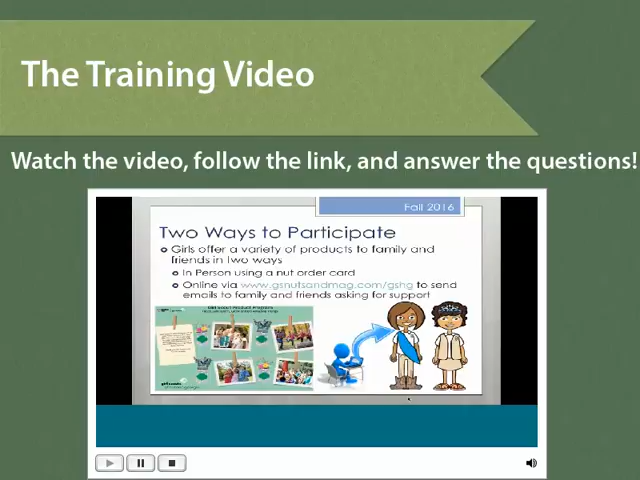 The Training Video
Watch the video, follow the link, and answer the questions!
Fall 2016
Two Ways to Participate
Girls offer a variety of products to family and
friends in two ways
In Person using a nut order card
Online via www.gsnutsandmag.com/gshg to send
emails to family and friends asking for support